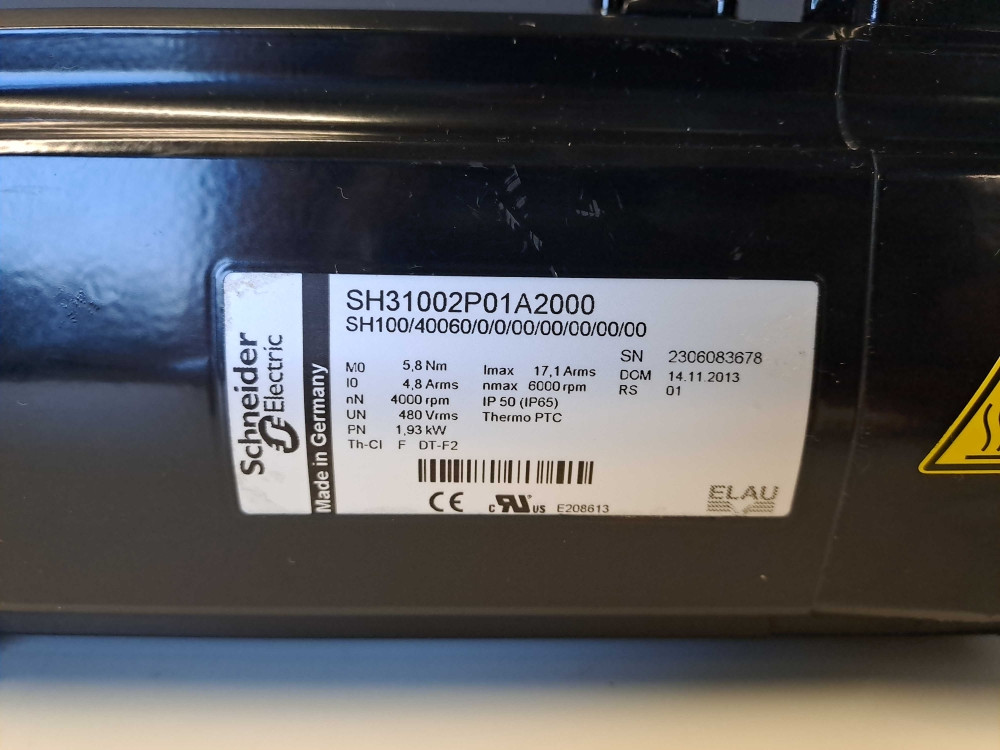 Schneider
Electric
Made in Germany
SH31002P01A2000
SH100/40060/0/0/00/00/00/00/00
M0 5,8 Nm
I0 4,8 Arms
nN 4000 rpm
UN 480 Vrms
PN 1,93 kW
Th-Cl F DT-F2
Imax 17,1 Arms
nmax 6000 rpm
IP 50 (IP65)
Thermo PTC
SN 2306083678
DOM 14.11.2013
RS 01
CE
c UR US E208613
ELAU